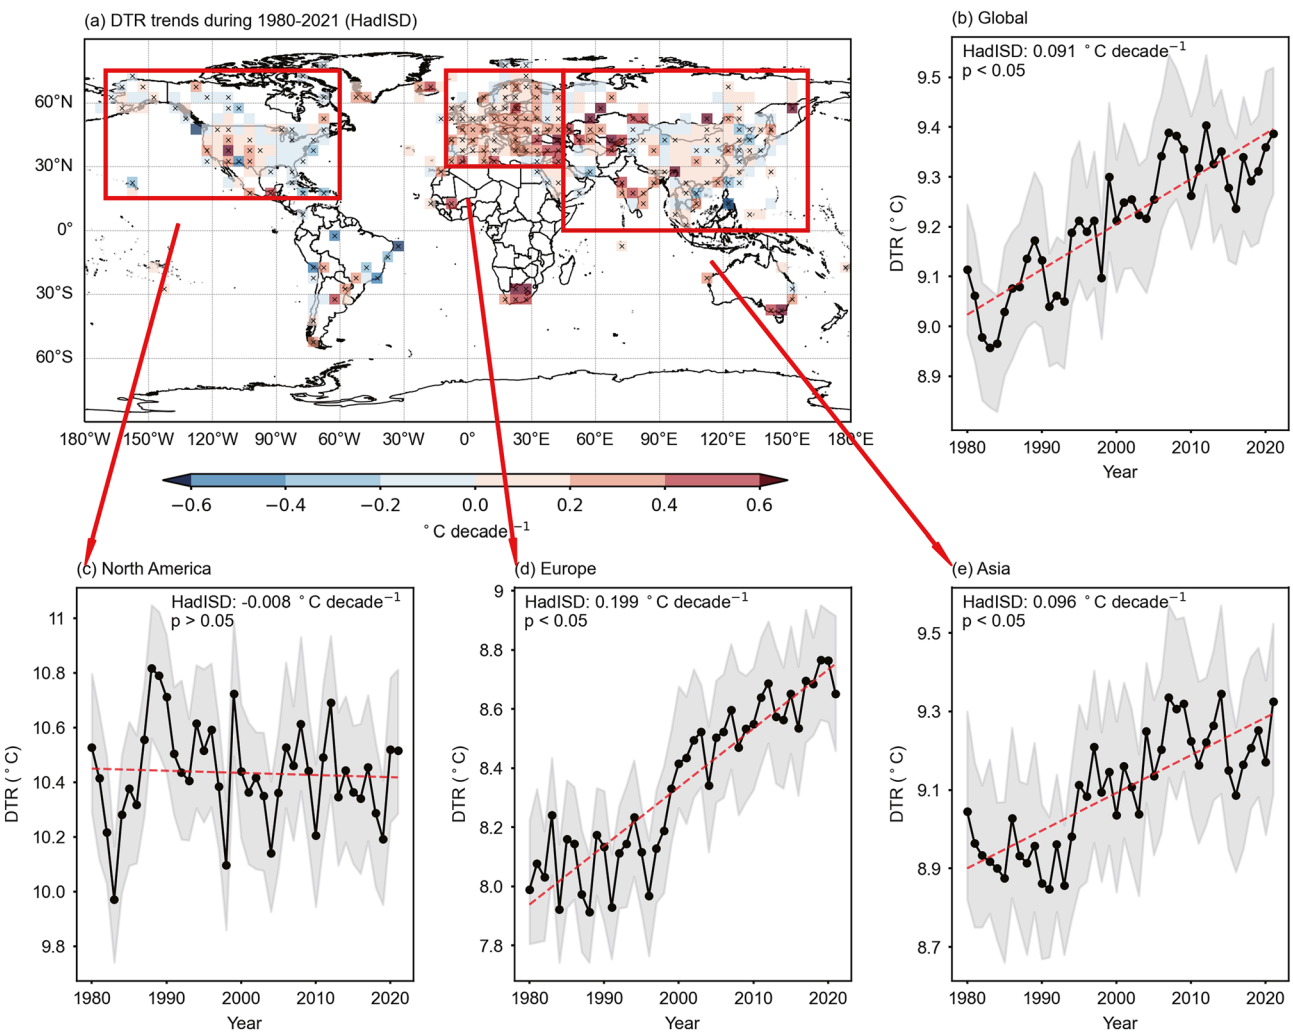 (a) DTR trends during 1980-2021 (HadISD)
60°N
30°N
0°
30°S
60°S
180°W 150°W 120°W 90°W 60°W 30°W 0° 30°E 60°E 90°E 120°E 150°E 180°E
−0.6 −0.4 −0.2 0.0 0.2 0.4 0.6
°C decade−1
(b) Global
HadISD: 0.091 °C decade−1
p < 0.05
DTR (°C)
9.5
9.4
9.3
9.2
9.1
9.0
8.9
1980 1990 2000 2010 2020
Year
(c) North America
HadISD: -0.008 °C decade−1
p > 0.05
DTR (°C)
11
10.8
10.6
10.4
10.2
10.0
9.8
1980 1990 2000 2010 2020
Year
(d) Europe
HadISD: 0.199 °C decade−1
p < 0.05
DTR (°C)
9
8.8
8.6
8.4
8.2
8.0
7.8
1980 1990 2000 2010 2020
Year
(e) Asia
HadISD: 0.096 °C decade−1
p < 0.05
DTR (°C)
9.5
9.3
9.1
8.9
8.7
1980 1990 2000 2010 2020
Year